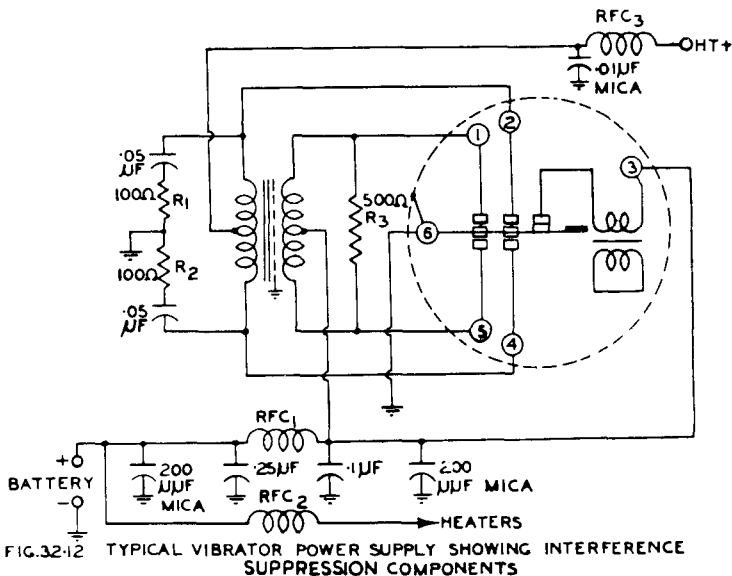 RFC3
HT+
.01µF
MICA
.05
µF
100Ω R1
100Ω R2
.05
µF
500Ω
R3
1
2
3
4
5
6
RFC1
+
BATTERY
-
200
µµF
MICA
.25µF
.1µF
200
µµF MICA
RFC2
HEATERS
FIG.32.12 TYPICAL VIBRATOR POWER SUPPLY SHOWING INTERFERENCE
SUPPRESSION COMPONENTS